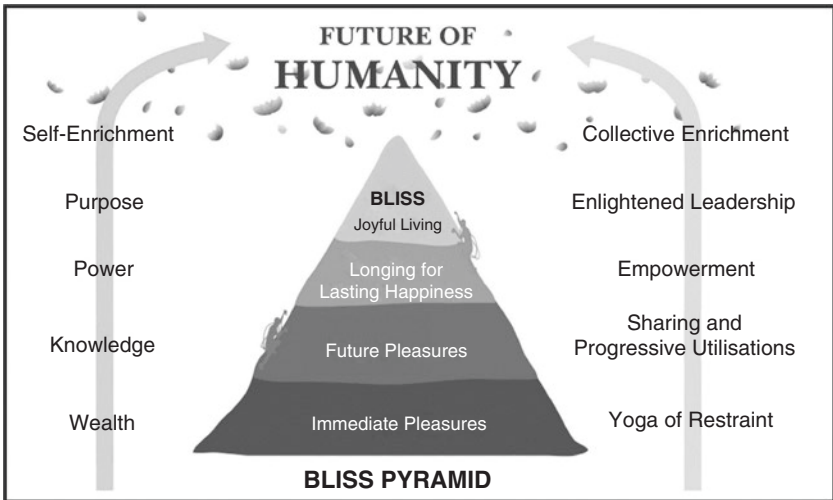 FUTURE OF
HUMANITY
Self-Enrichment
Collective Enrichment
Purpose
BLISS
Joyful Living
Enlightened Leadership
Power
Longing for
Lasting Happiness
Empowerment
Knowledge
Future Pleasures
Sharing and
Progressive Utilisations
Wealth
Immediate Pleasures
Yoga of Restraint
BLISS PYRAMID